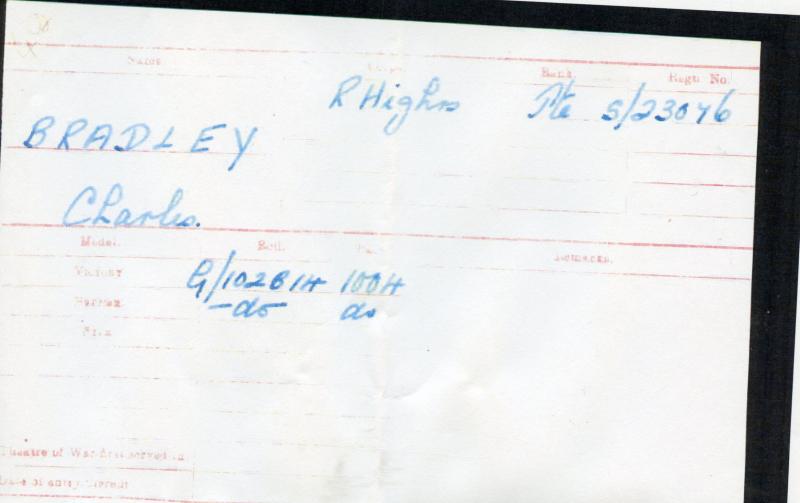 Name. Corps. Rank. Regtl. No.
R Highrs Pte S/23046
BRADLEY
Charles.
Medal. Roll. Page. Remarks.
Victory G/102B14 1004
British -do- do
Star
Theatre of War first served in
Date of entry therein